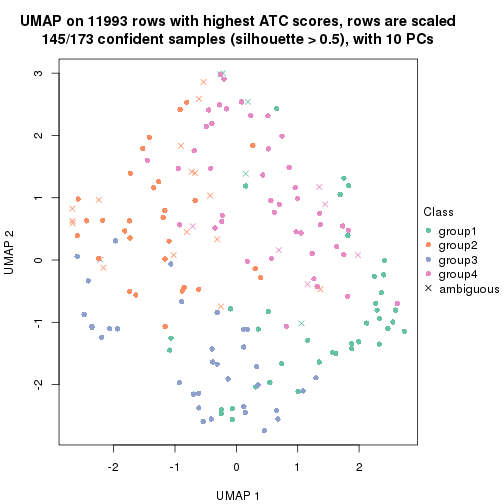 UMAP on 11993 rows with highest ATC scores, rows are scaled
145/173 confident samples (silhouette > 0.5), with 10 PCs
3
2
1
0
-1
-2
UMAP 2
-2
-1
0
1
2
UMAP 1
Class
group1
group2
group3
group4
ambiguous